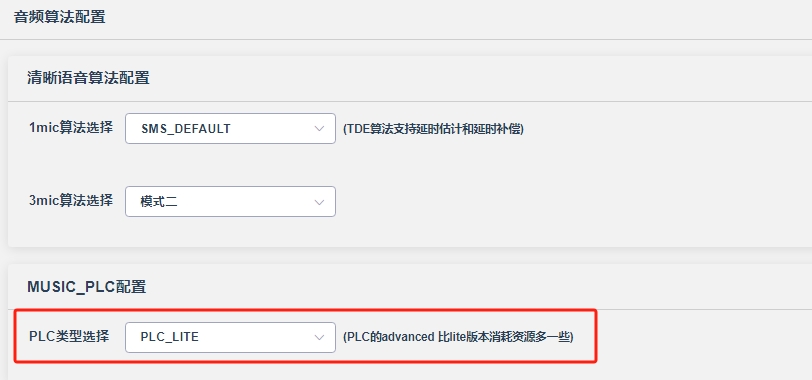 音频算法配置
清晰语音算法配置
1mic算法选择 SMS_DEFAULT (TDE算法支持延时估计和延时补偿)
3mic算法选择 模式二
MUSIC_PLC配置
PLC类型选择 PLC_LITE (PLC的advanced 比lite版本消耗资源多一些)